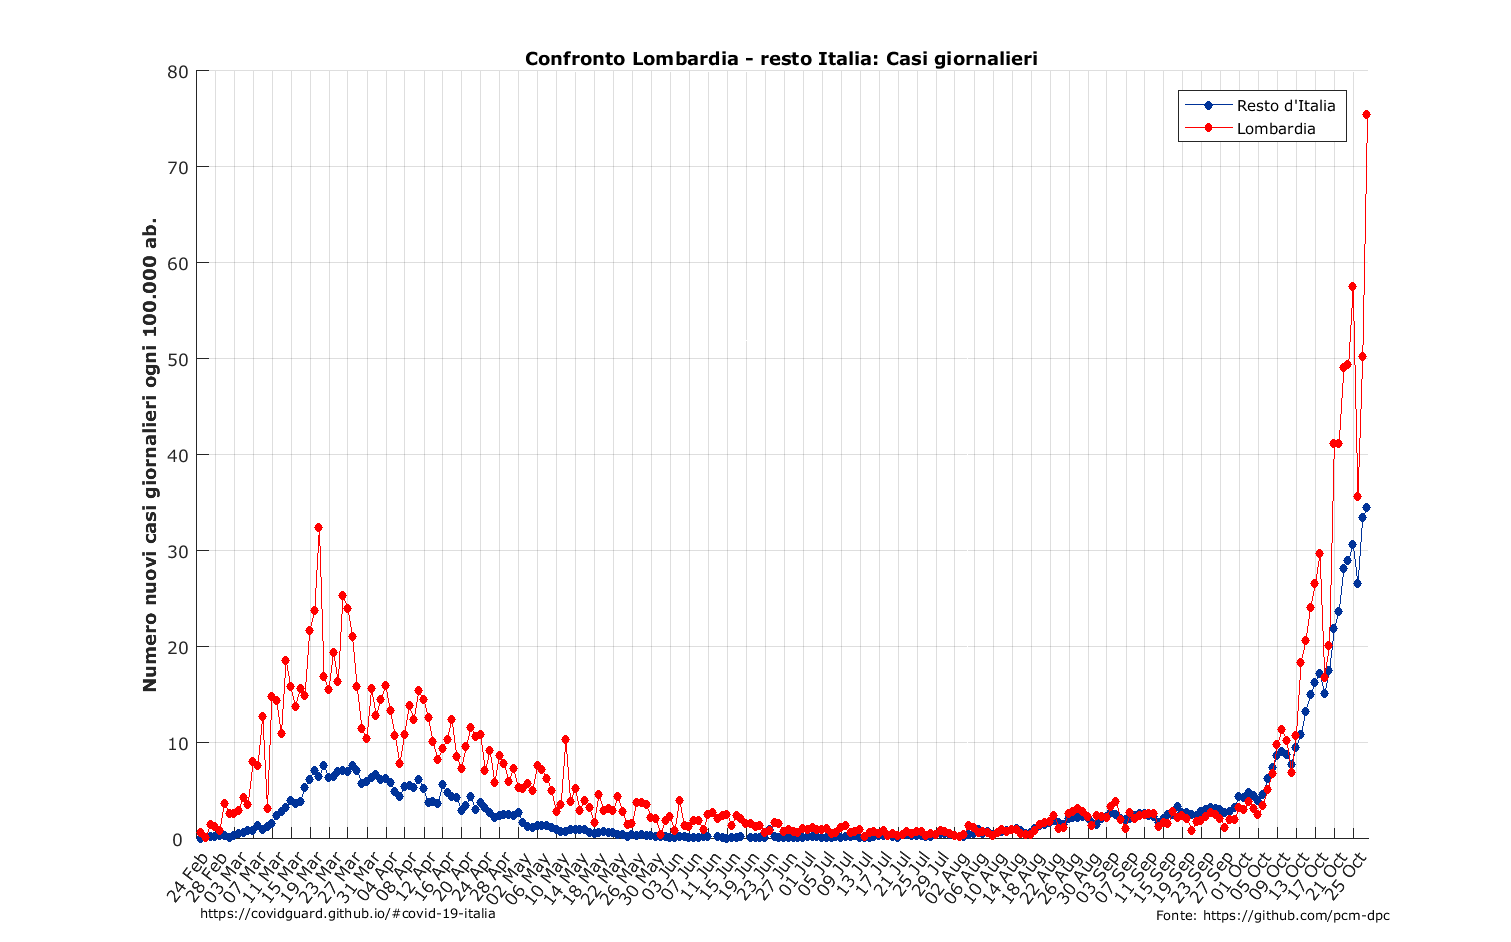 Confronto Lombardia - resto Italia: Casi giornalieri
Resto d'Italia
Lombardia
Numero nuovi casi giornalieri ogni 100.000 ab.
80
70
60
50
40
30
20
10
0
24 Feb
28 Feb
03 Mar
07 Mar
11 Mar
15 Mar
19 Mar
23 Mar
27 Mar
31 Mar
04 Apr
08 Apr
12 Apr
16 Apr
20 Apr
24 Apr
28 Apr
02 May
06 May
10 May
14 May
18 May
22 May
26 May
30 May
03 Jun
07 Jun
11 Jun
15 Jun
19 Jun
23 Jun
27 Jun
01 Jul
05 Jul
09 Jul
13 Jul
17 Jul
21 Jul
25 Jul
29 Jul
02 Aug
06 Aug
10 Aug
14 Aug
18 Aug
22 Aug
26 Aug
30 Aug
03 Sep
07 Sep
11 Sep
15 Sep
19 Sep
23 Sep
27 Sep
01 Oct
05 Oct
09 Oct
13 Oct
17 Oct
21 Oct
25 Oct
https://covidguard.github.io/#covid-19-italia
Fonte: https://github.com/pcm-dpc